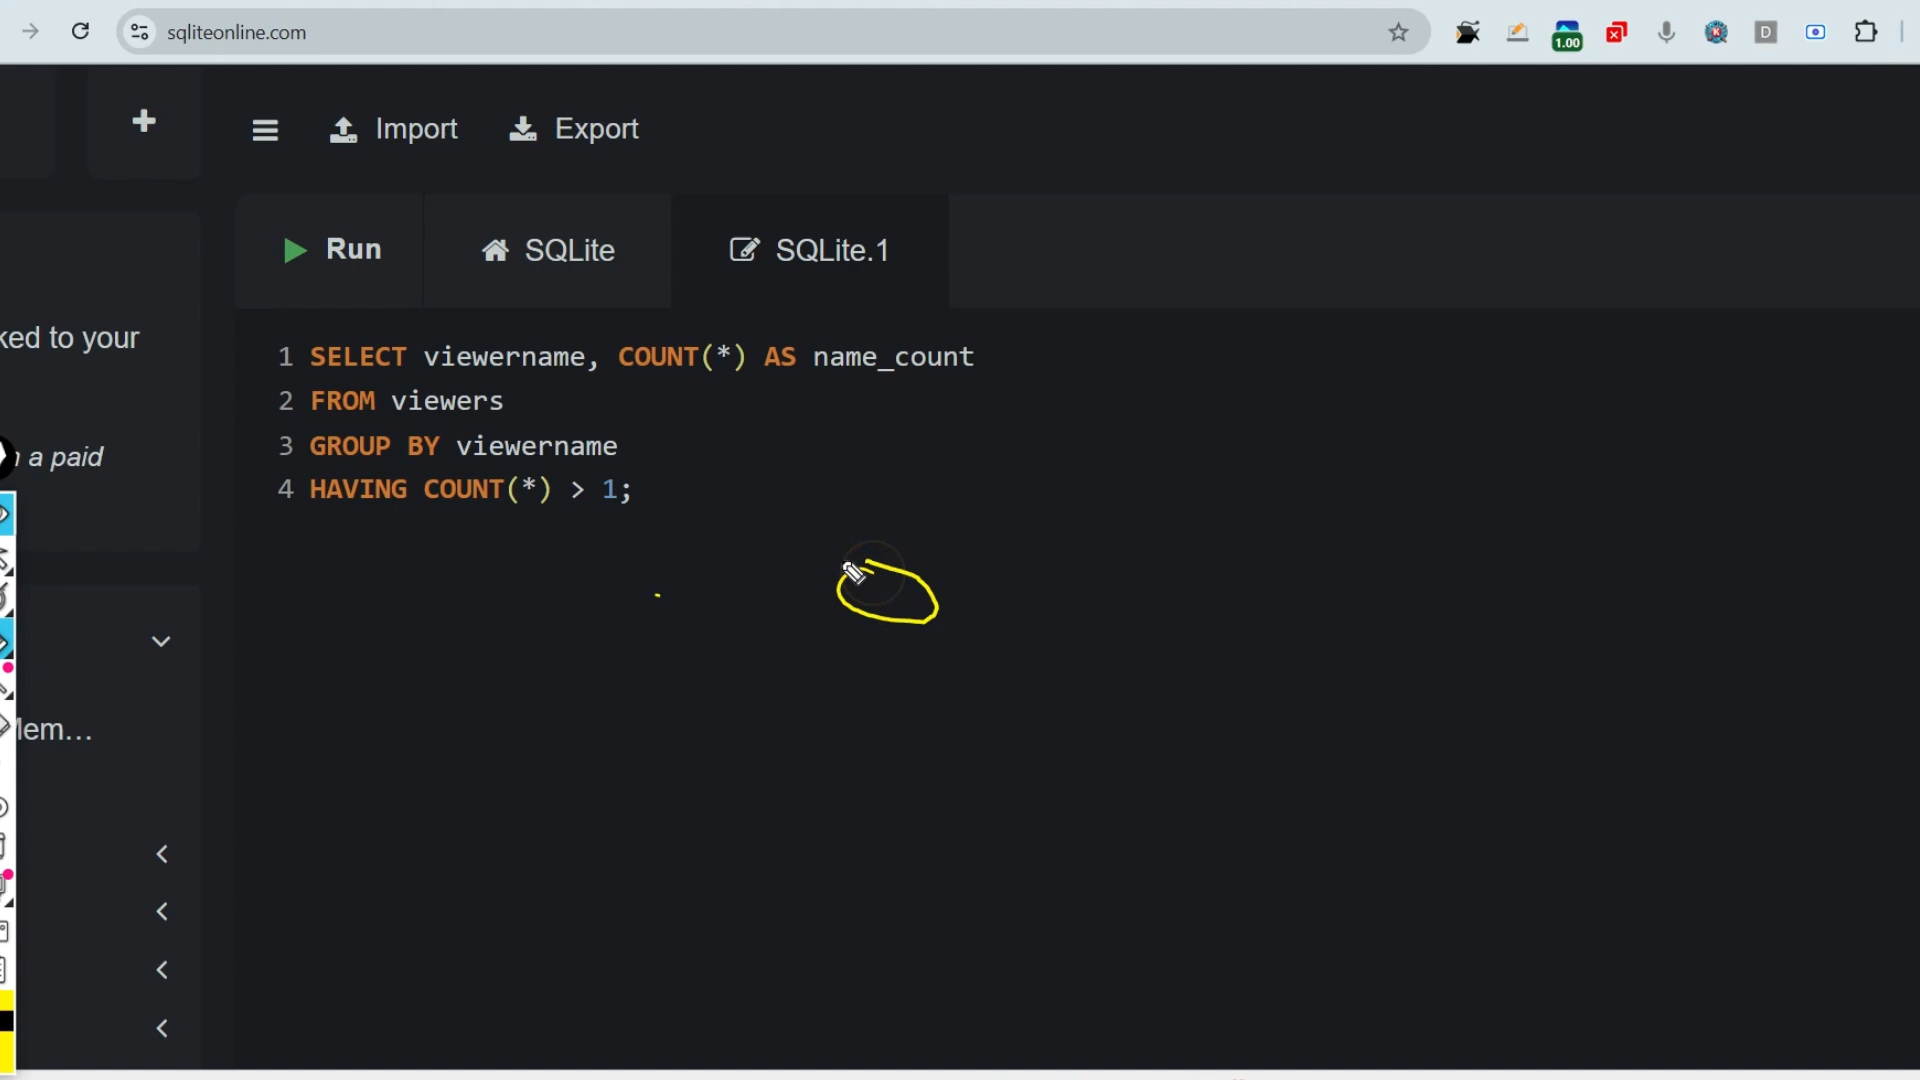 sqliteonline.com
1.00
D
Import Export
Run SQLite SQLite.1
ked to your
a paid
1 SELECT viewername, COUNT(*) AS name_count
2 FROM viewers
3 GROUP BY viewername
4 HAVING COUNT(*) > 1;